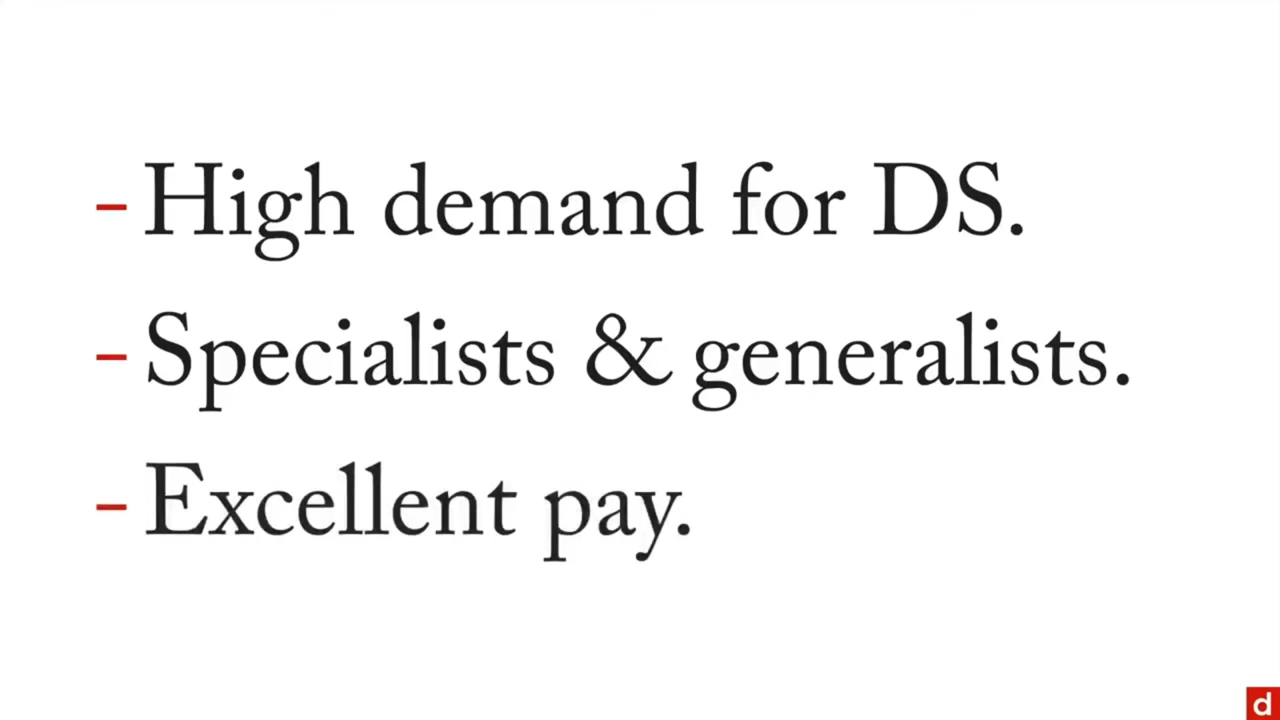 - High demand for DS.
- Specialists & generalists.
- Excellent pay.
d